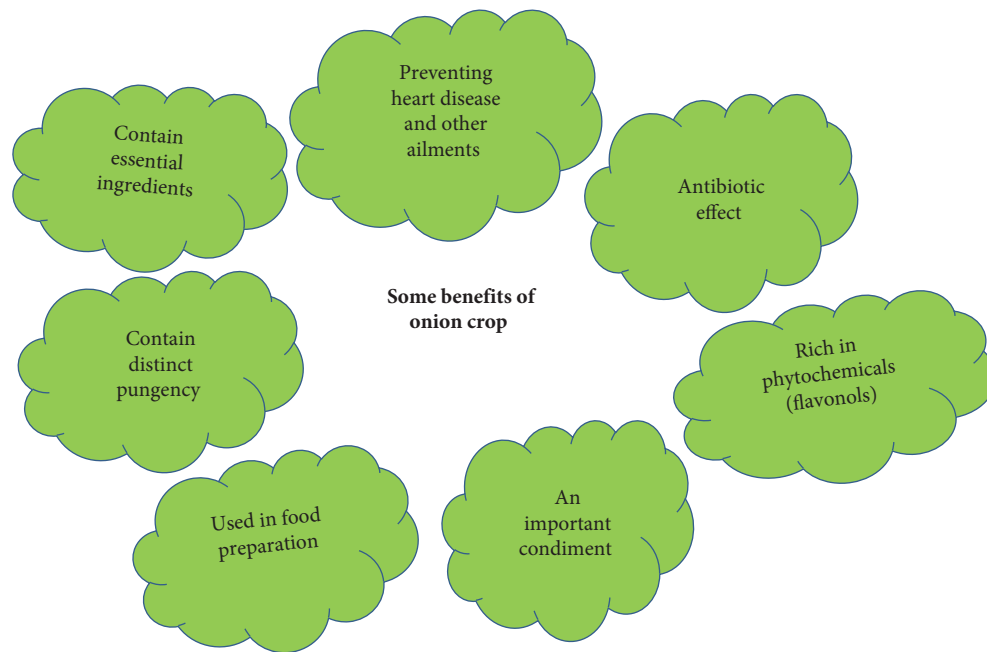 Preventing
heart disease
and other
ailments
Contain
essential
ingredients
Antibiotic
effect
Some benefits of
onion crop
Contain
distinct
pungency
Rich in
phytochemicals
(flavonols)
Used in food
preparation
An
important
condiment